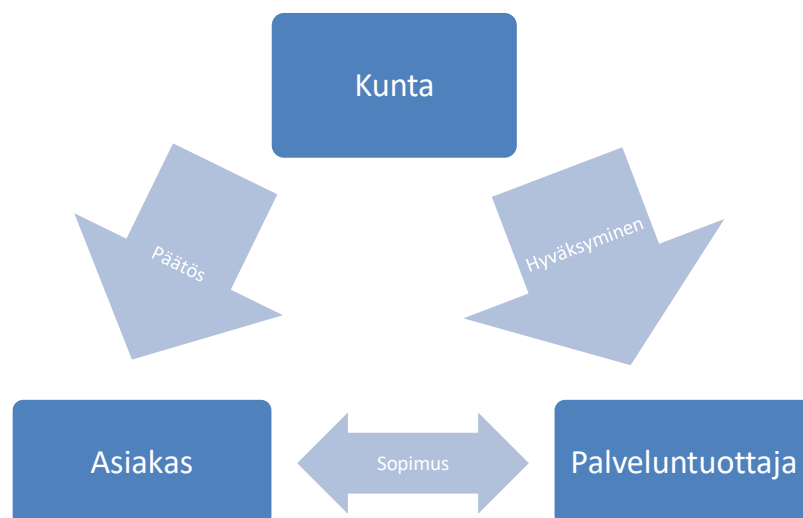 Kunta
Päätös
Hyväksyminen
Asiakas
Sopimus
Palveluntuottaja